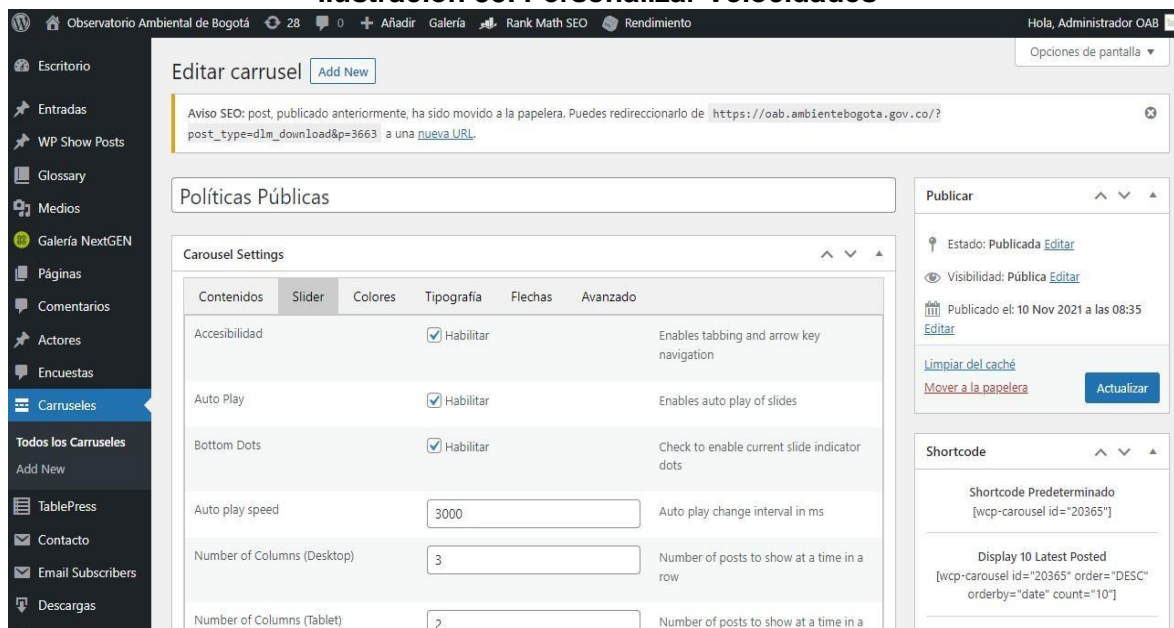 Observatorio Ambiental de Bogotá 28 0 Añadir Galería Rank Math SEO Rendimiento Hola, Administrador OAB
Opciones de pantalla ▼
Escritorio
Entradas
WP Show Posts
Glossary
Medios
Galería NextGEN
Páginas
Comentarios
Actores
Encuestas
Carruseles
Todos los Carruseles
Add New
TablePress
Contacto
Email Subscribers
Descargas
Editar carrusel Add New
Aviso SEO: post, publicado anteriormente, ha sido movido a la papelera. Puedes redireccionarlo de https://oab.ambientebogota.gov.co/?
post_type=dlm_download&p=3663 a una nueva URL.
Políticas Públicas
Carousel Settings
Contenidos Slider Colores Tipografía Flechas Avanzado
Accesibilidad Habilitar Enables tabbing and arrow key
navigation
Auto Play Habilitar Enables auto play of slides
Bottom Dots Habilitar Check to enable current slide indicator
dots
Auto play speed 3000 Auto play change interval in ms
Number of Columns (Desktop) 3 Number of posts to show at a time in a
row
Number of Columns (Tablet) 2 Number of posts to show at a time in a
Publicar
Estado: Publicada Editar
Visibilidad: Pública Editar
Publicado el: 10 Nov 2021 a las 08:35
Editar
Limpiar del caché
Mover a la papelera Actualizar
Shortcode
Shortcode Predeterminado
[wcp-carousel id="20365"]
Display 10 Latest Posted
[wcp-carousel id="20365" order="DESC"
orderby="date" count="10"]